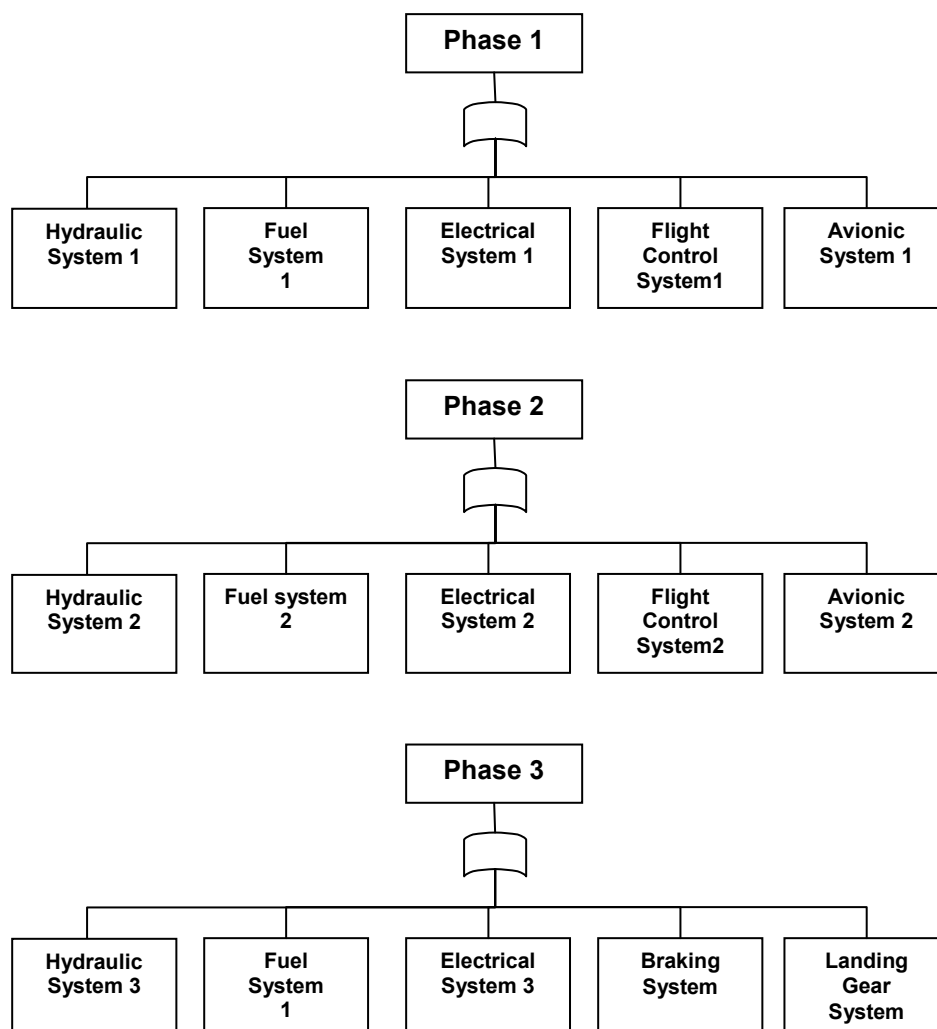 Phase 1
Hydraulic
System 1
Fuel
System
1
Electrical
System 1
Flight
Control
System1
Avionic
System 1
Phase 2
Hydraulic
System 2
Fuel system
2
Electrical
System 2
Flight
Control
System2
Avionic
System 2
Phase 3
Hydraulic
System 3
Fuel
System
1
Electrical
System 3
Braking
System
Landing
Gear
System